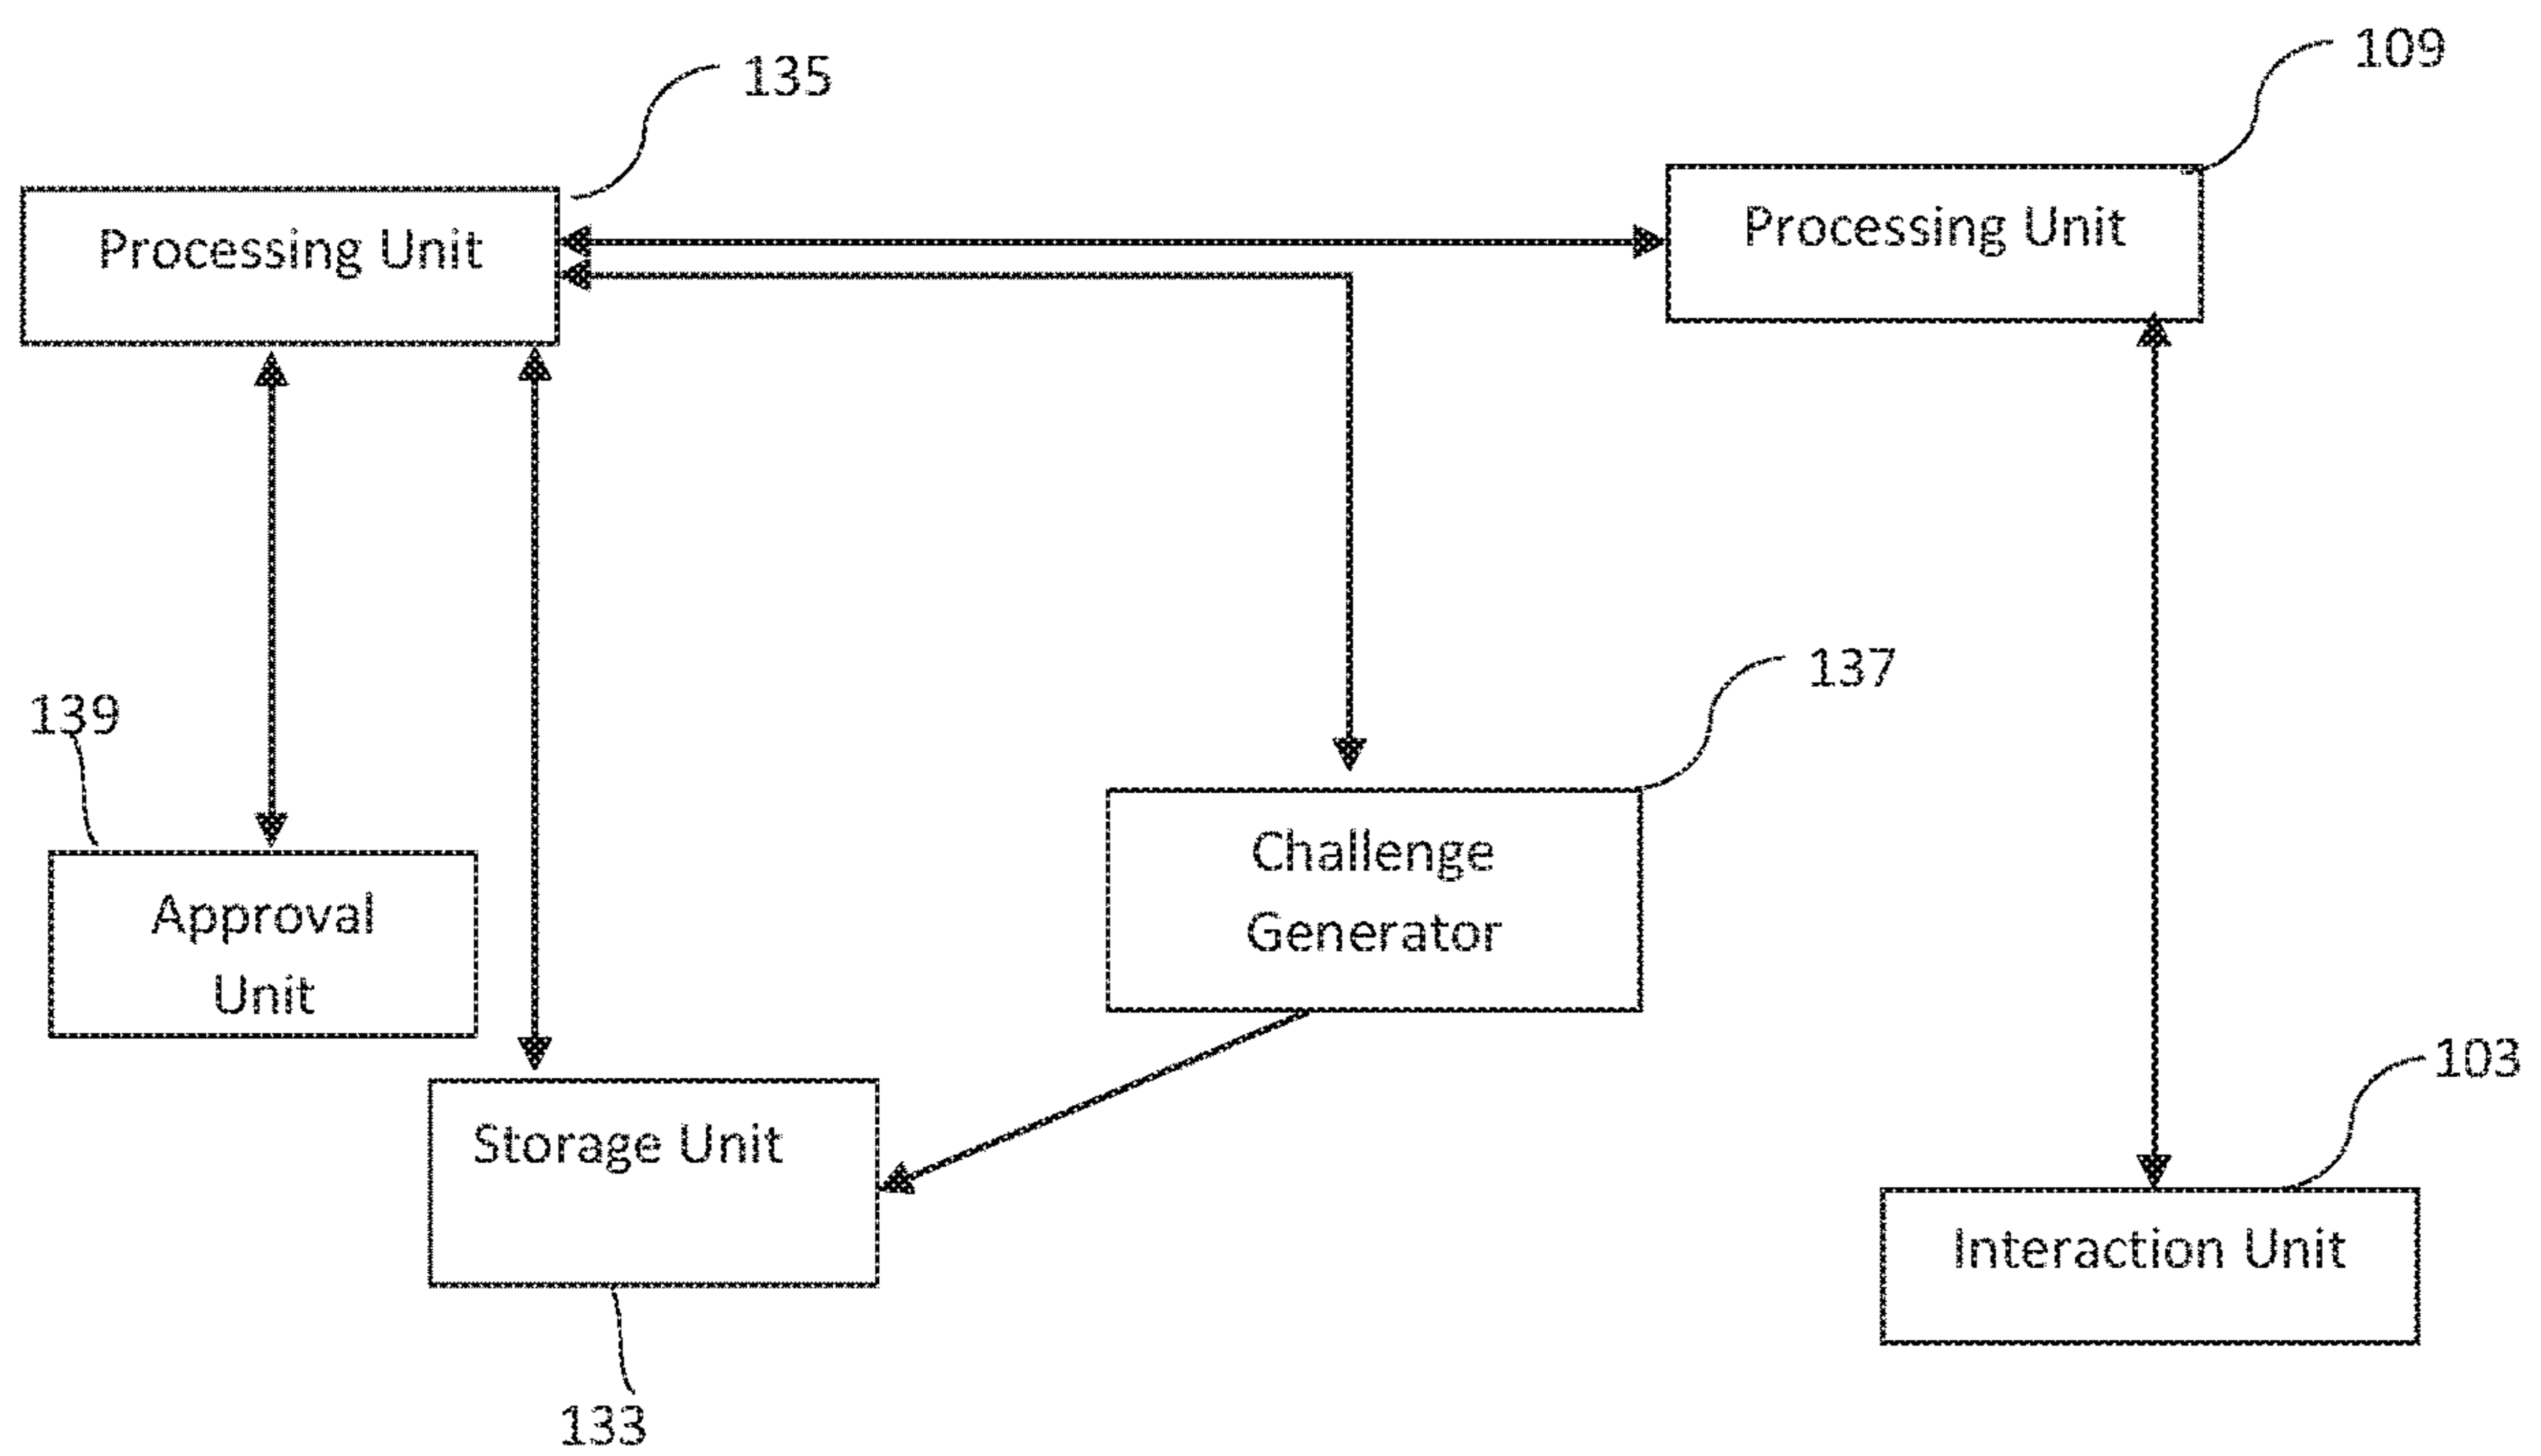 135
109
Processing Unit
Processing Unit
137
139
Challenge
Generator
Approval
Unit
103
Storage Unit
Interaction Unit
133